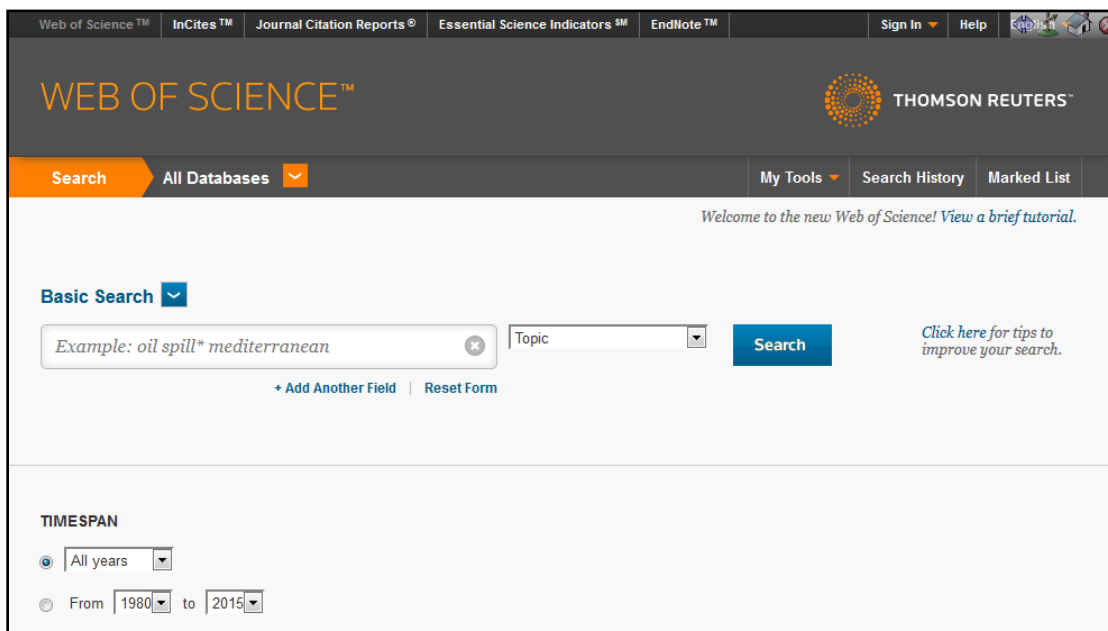 Web of Science™ InCites™ Journal Citation Reports® Essential Science Indicators℠ EndNote™ Sign In Help English
WEB OF SCIENCE™
THOMSON REUTERS™
Search All Databases My Tools Search History Marked List
Welcome to the new Web of Science! View a brief tutorial.
Basic Search
Example: oil spill* mediterranean Topic Search Click here for tips to
improve your search.
+ Add Another Field | Reset Form
TIMESPAN
All years
From 1980 to 2015